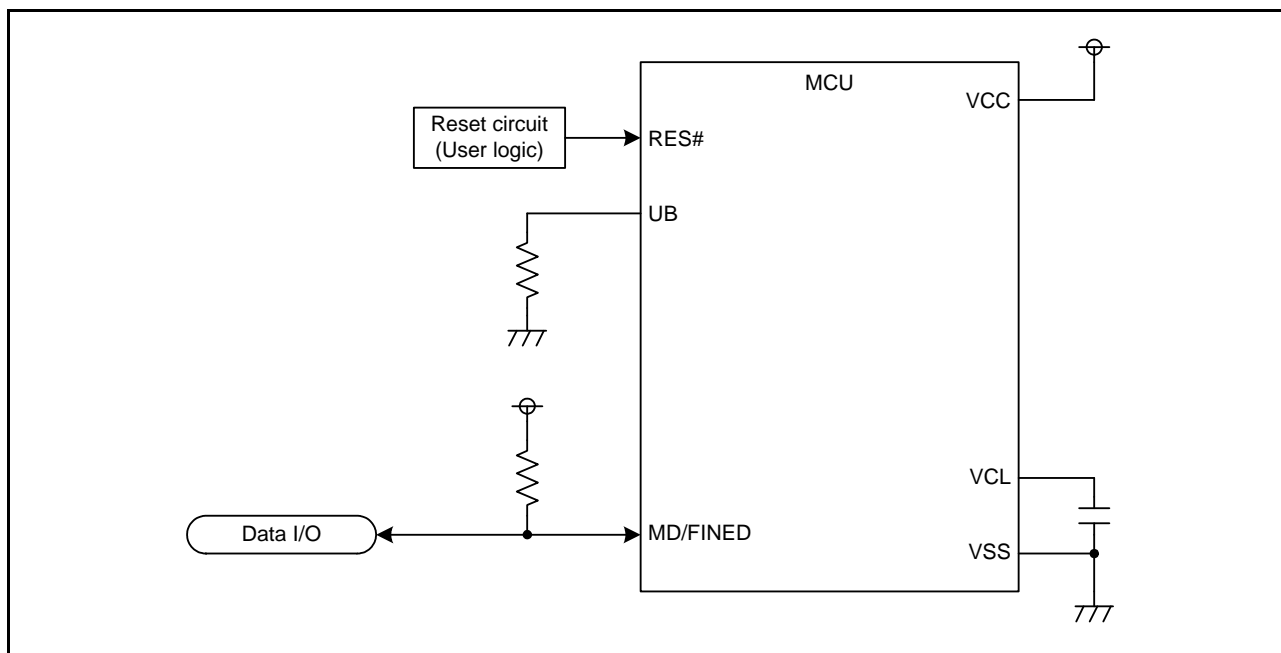 MCU
VCC
Reset circuit
(User logic)
RES#
UB
VCL
Data I/O
MD/FINED
VSS